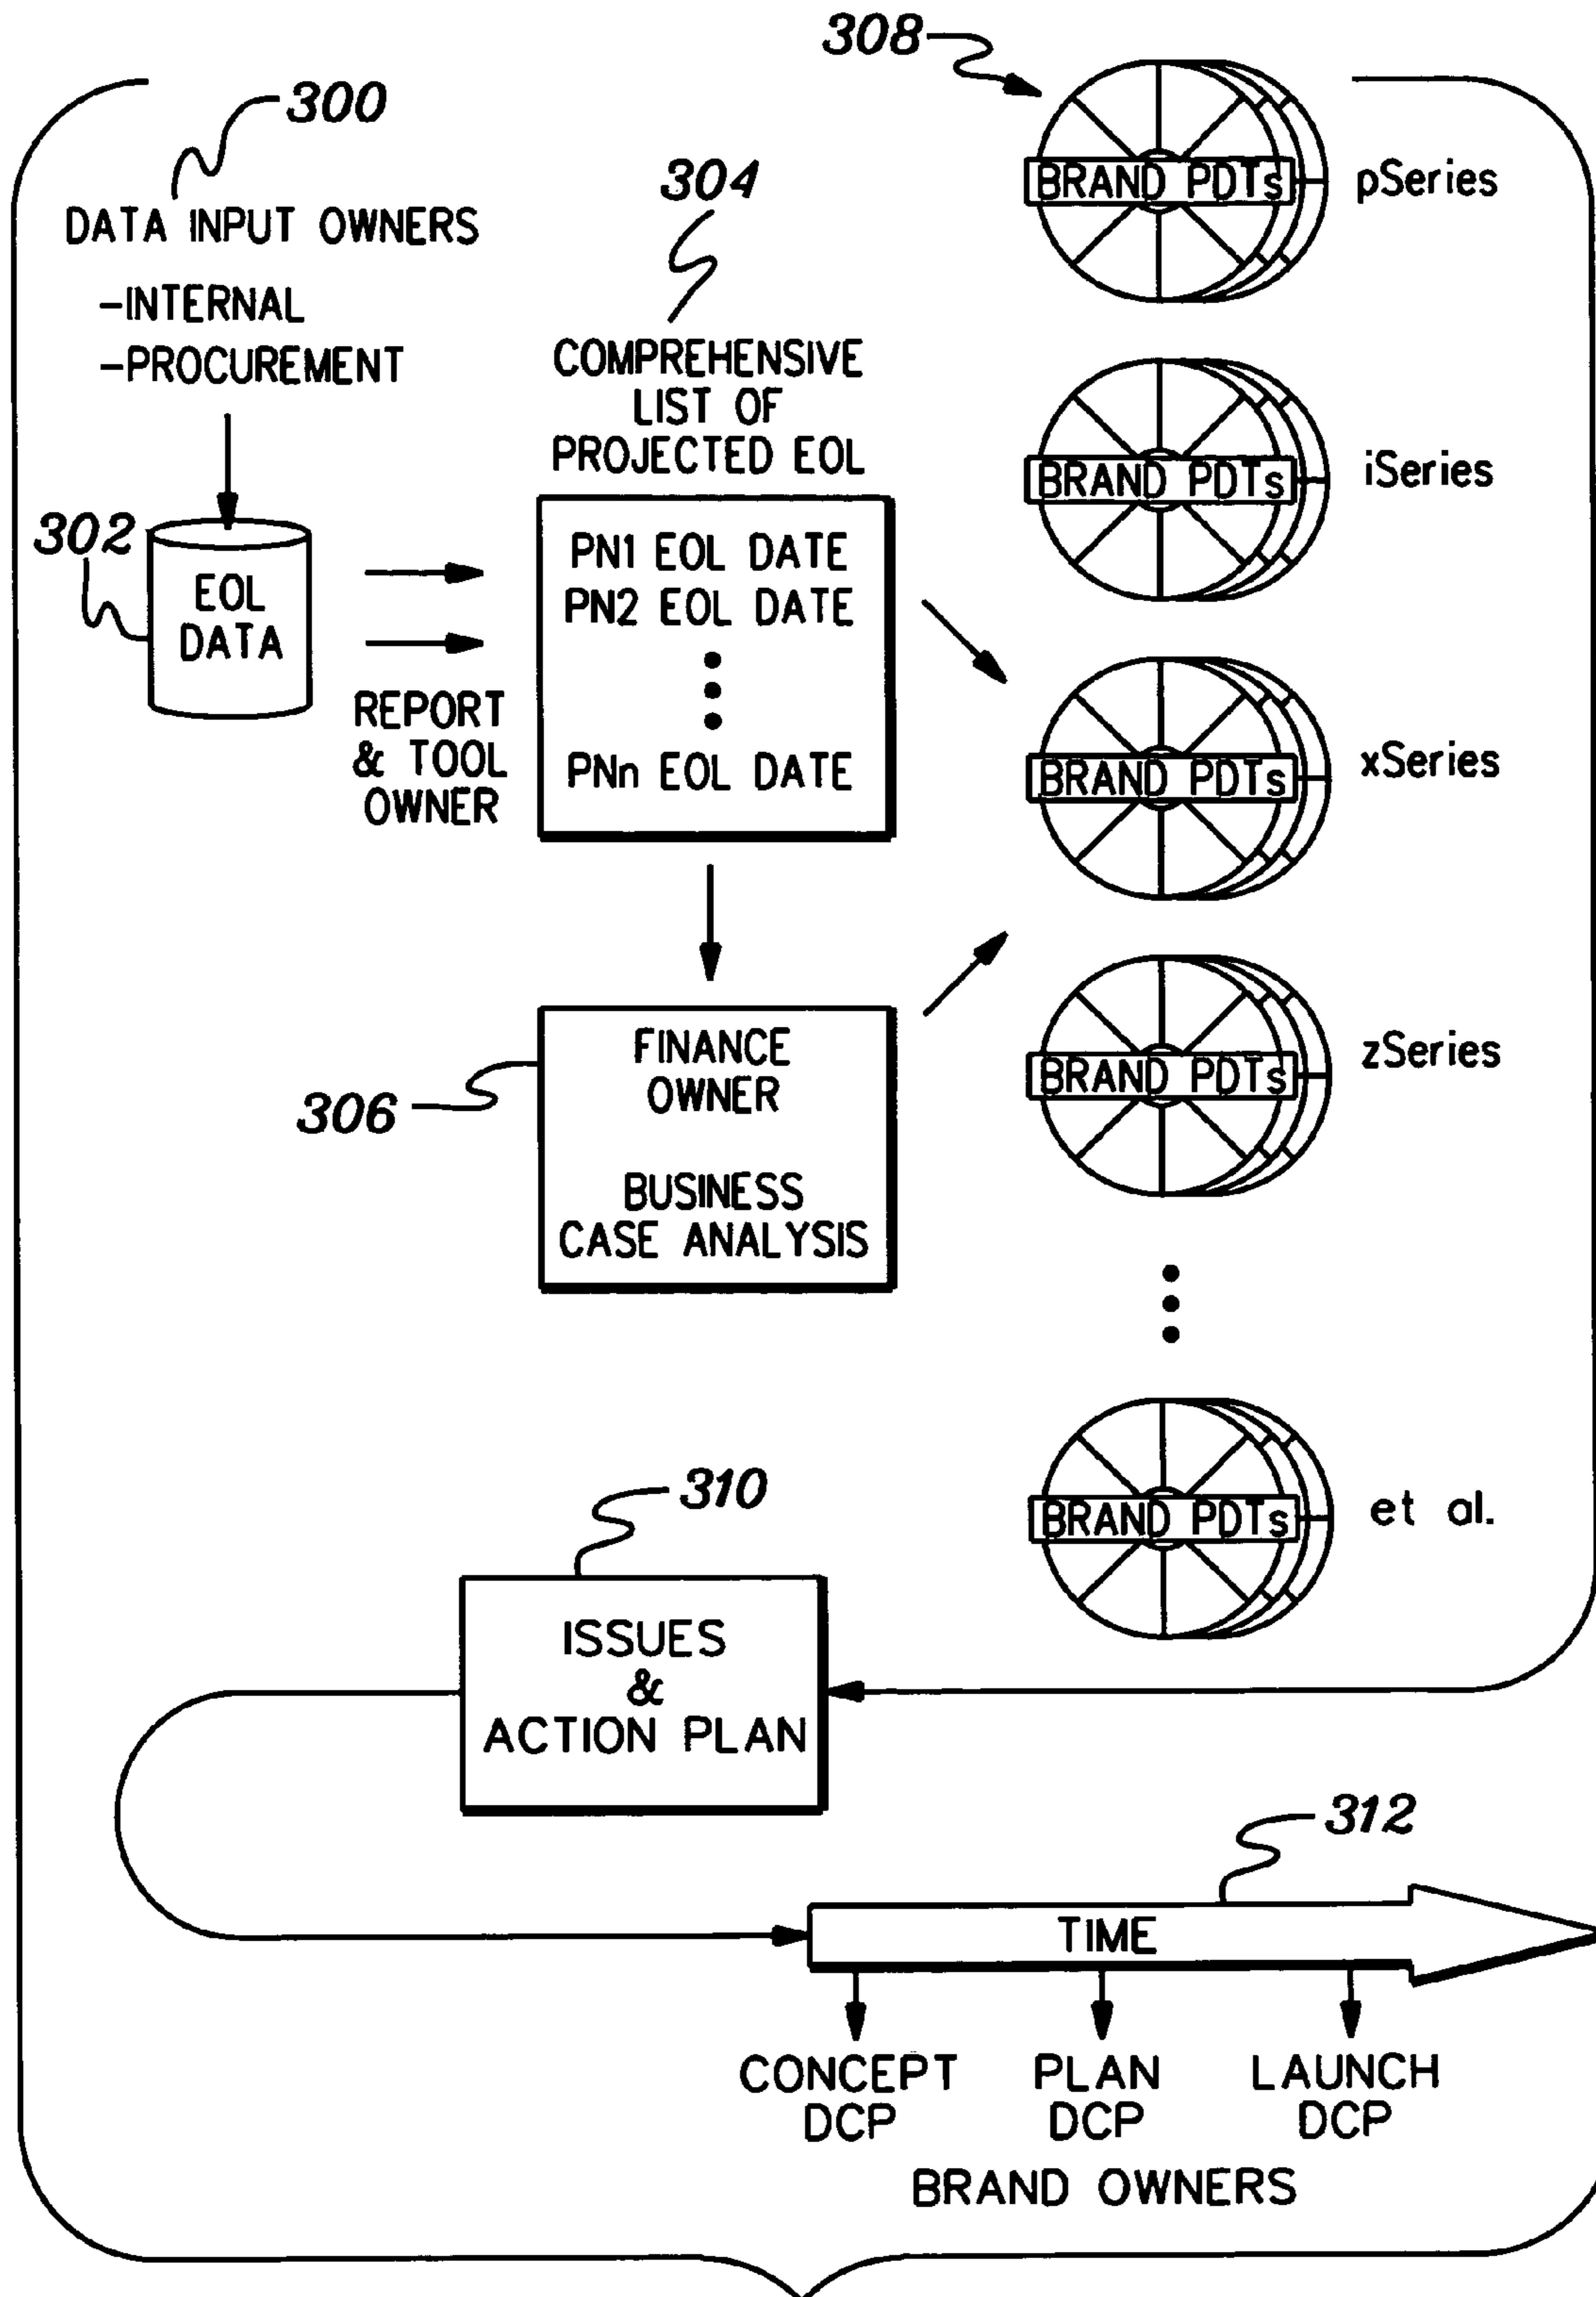 308
300
304
BRAND PDTs
pSeries
DATA INPUT OWNERS
-INTERNAL
-PROCUREMENT
COMPREHENSIVE
LIST OF
PROJECTED EOL
BRAND PDTs
iSeries
302
EOL
DATA
PN1 EOL DATE
PN2 EOL DATE
PNn EOL DATE
REPORT
& TOOL
OWNER
BRAND PDTs
xSeries
306
FINANCE
OWNER
BUSINESS
CASE ANALYSIS
BRAND PDTs
zSeries
BRAND PDTs
et al.
310
ISSUES
&
ACTION PLAN
312
TIME
CONCEPT
DCP
PLAN
DCP
LAUNCH
DCP
BRAND OWNERS